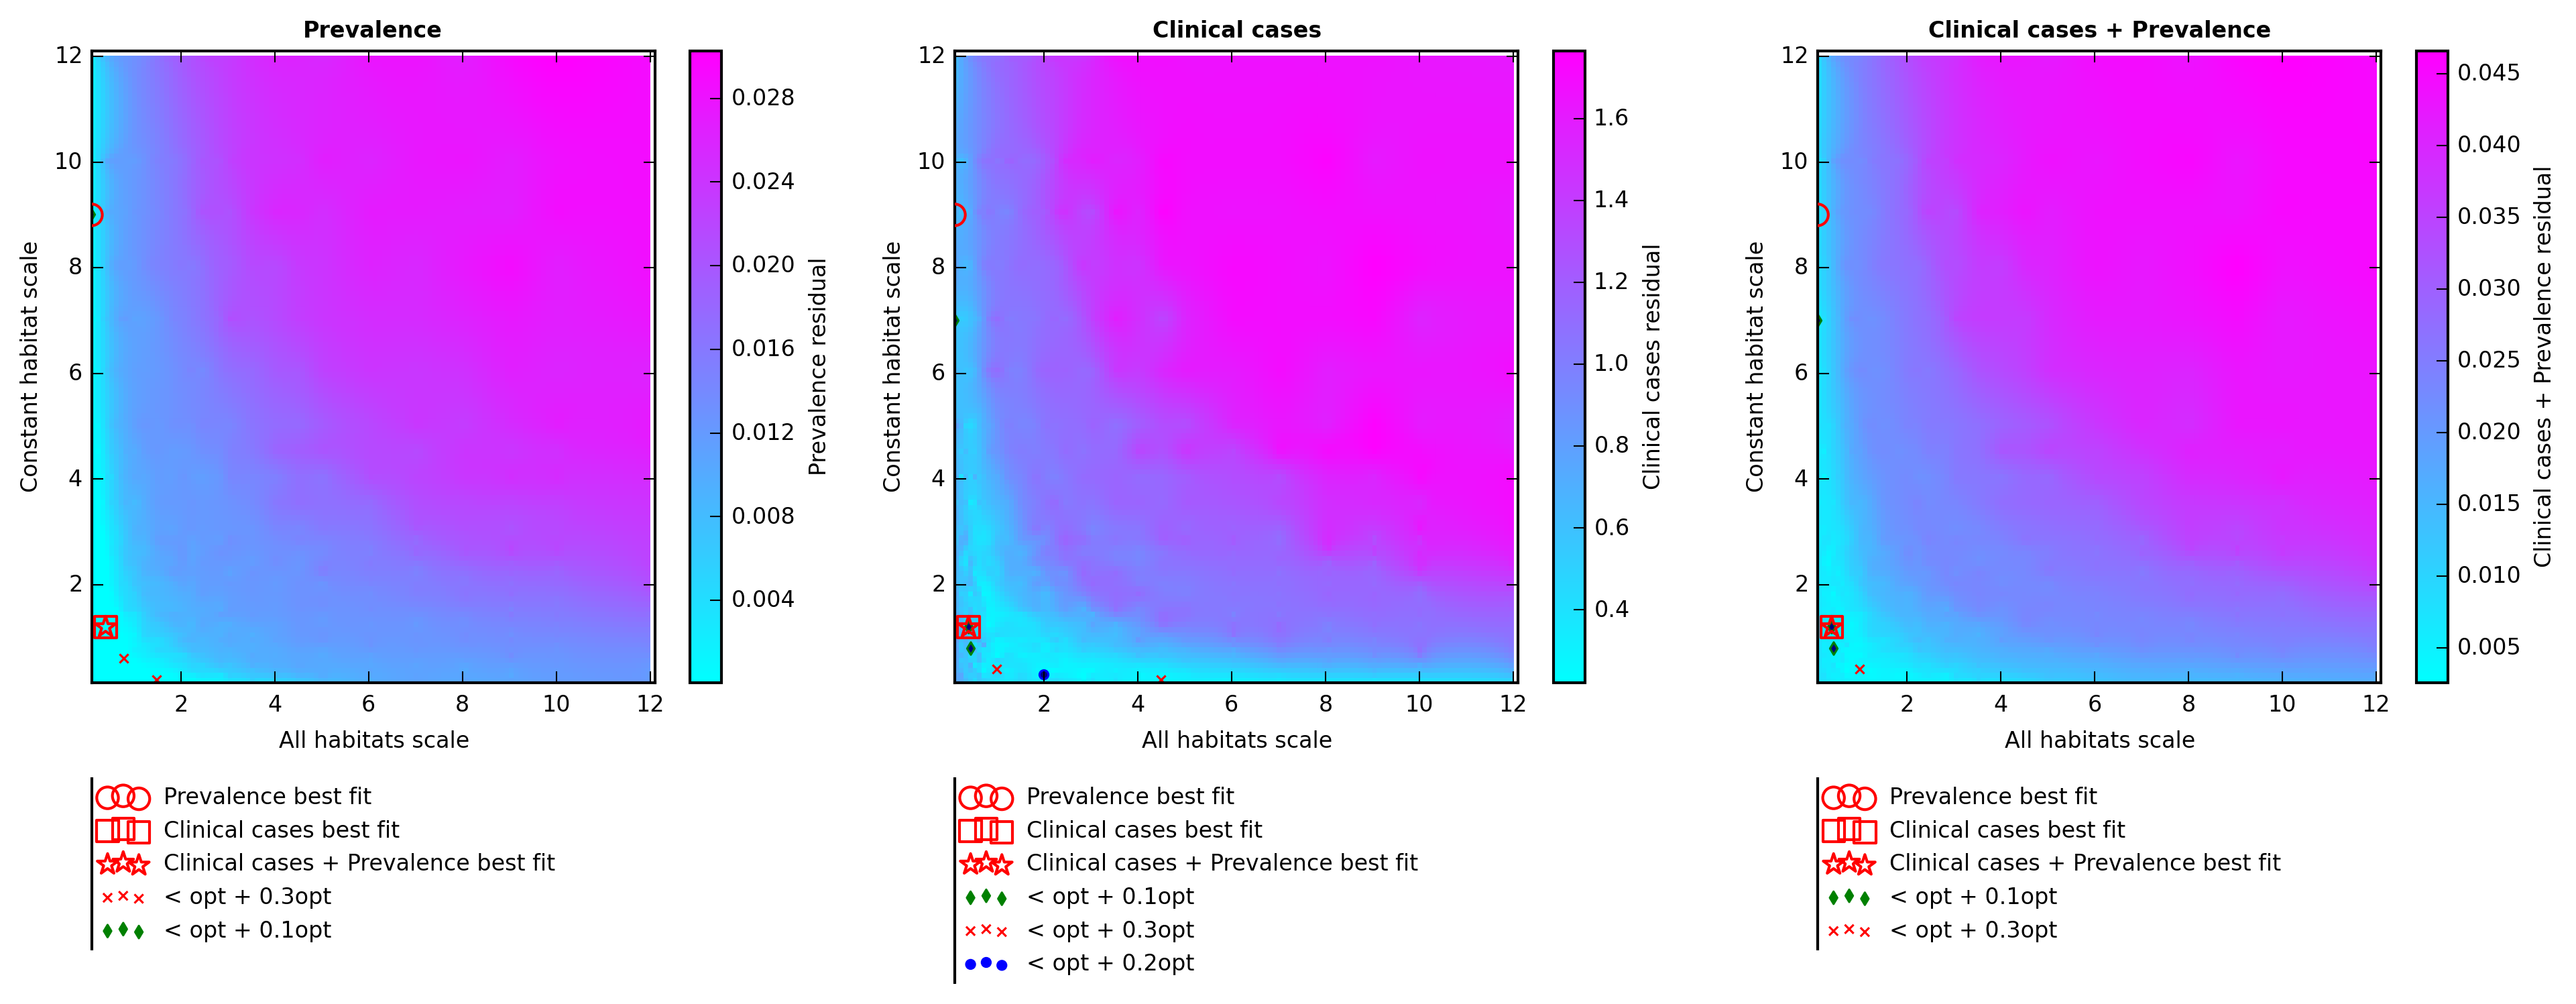 Prevalence
12
10
8
6
4
2
Constant habitat scale
2 4 6 8 10 12
All habitats scale
0.028
0.024
0.020
0.016
0.012
0.008
0.004
Prevalence residual
Prevalence best fit
Clinical cases best fit
Clinical cases + Prevalence best fit
< opt + 0.3opt
< opt + 0.1opt
Clinical cases
12
10
8
6
4
2
Constant habitat scale
2 4 6 8 10 12
All habitats scale
1.6
1.4
1.2
1.0
0.8
0.6
0.4
Clinical cases residual
Prevalence best fit
Clinical cases best fit
Clinical cases + Prevalence best fit
< opt + 0.1opt
< opt + 0.3opt
< opt + 0.2opt
Clinical cases + Prevalence
12
10
8
6
4
2
Constant habitat scale
2 4 6 8 10 12
All habitats scale
0.045
0.040
0.035
0.030
0.025
0.020
0.015
0.010
0.005
Clinical cases + Prevalence residual
Prevalence best fit
Clinical cases best fit
Clinical cases + Prevalence best fit
< opt + 0.1opt
< opt + 0.3opt